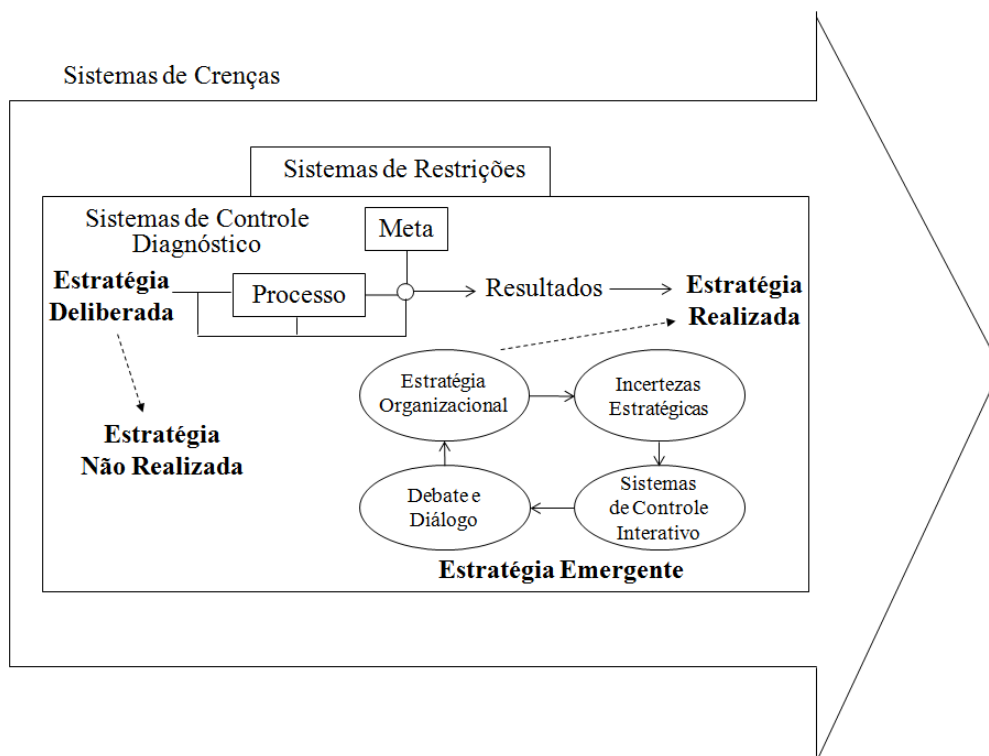 Sistemas de Crenças
Sistemas de Restrições
Sistemas de Controle
Diagnóstico
Meta
Estratégia
Deliberada
Processo
Resultados
Estratégia
Realizada
Estratégia
Não Realizada
Estratégia
Organizacional
Incertezas
Estratégicas
Debate e
Diálogo
Sistemas
de Controle
Interativo
Estratégia Emergente